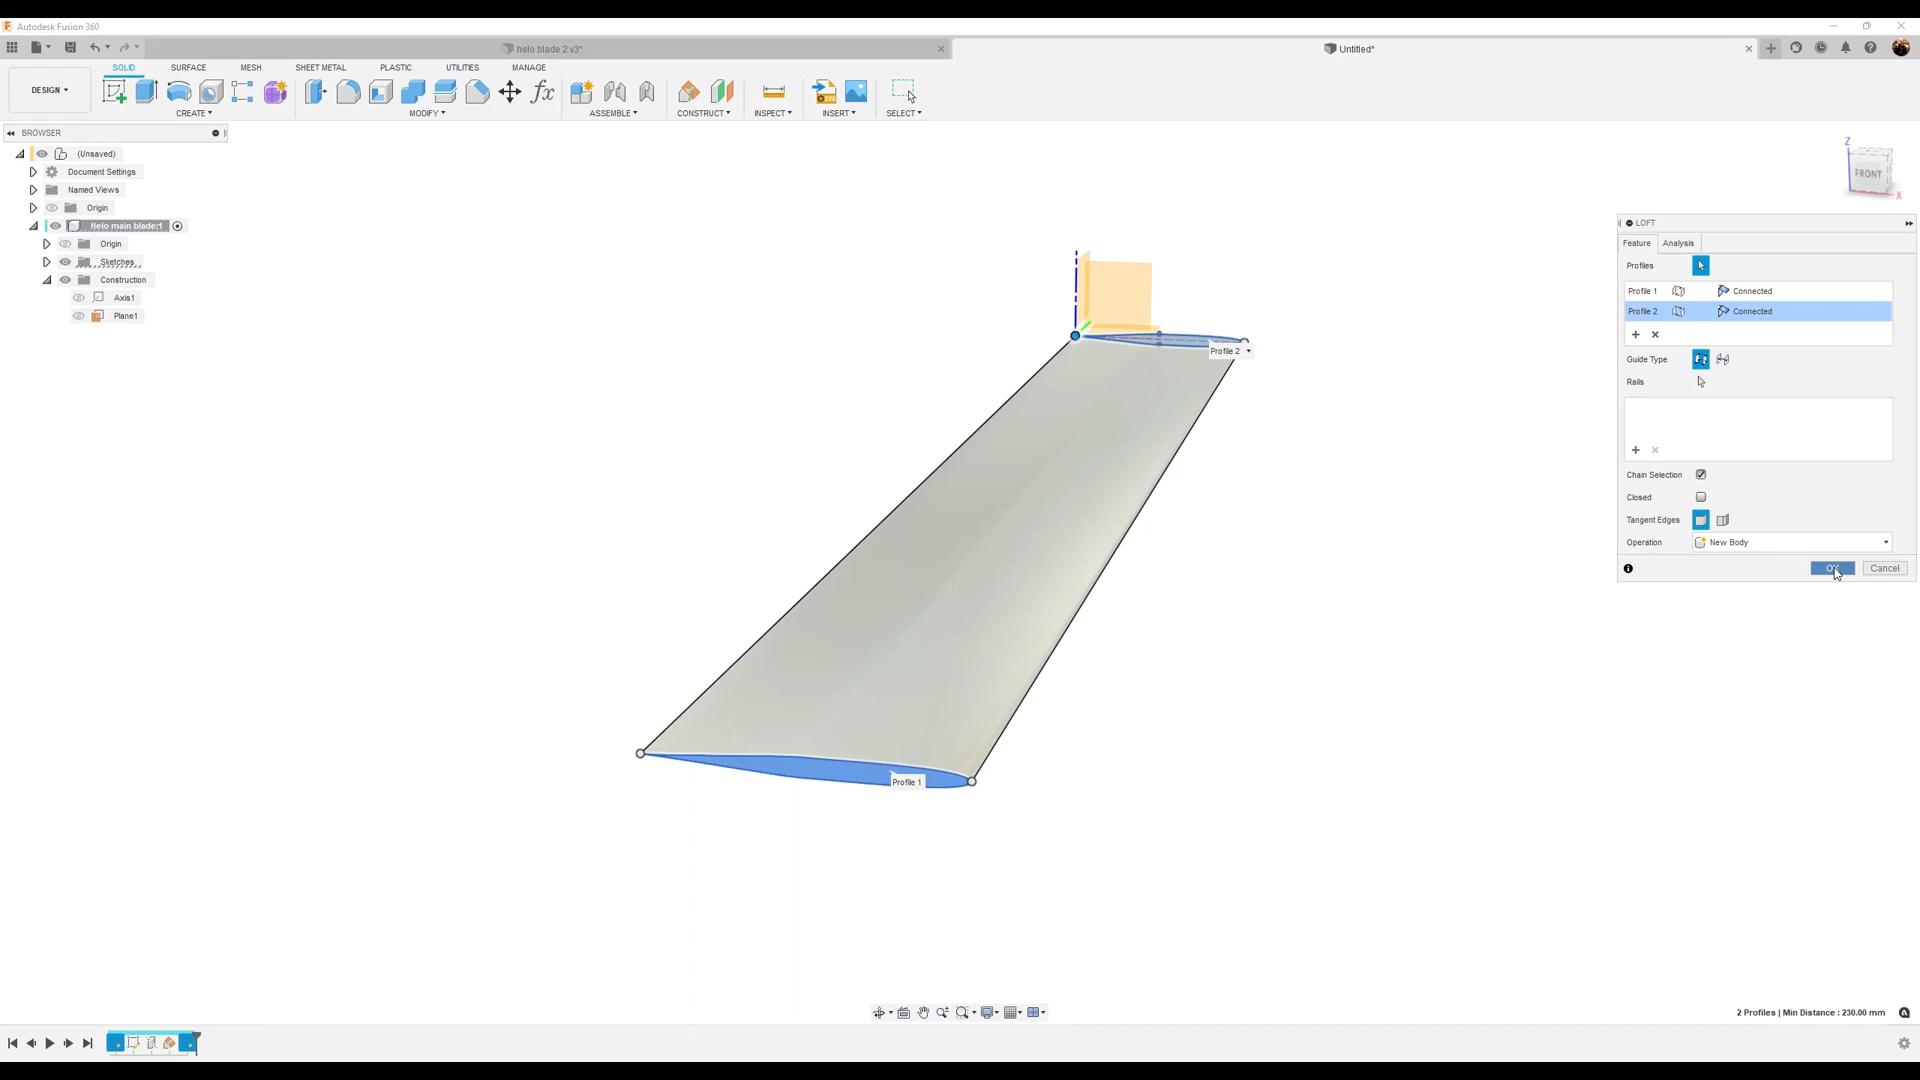 Autodesk Fusion 360
helo blade 2 v3*
Untitled*
DESIGN
SOLID
SURFACE
MESH
SHEET METAL
PLASTIC
UTILITIES
MANAGE
CREATE
MODIFY
ASSEMBLE
CONSTRUCT
INSPECT
INSERT
SELECT
BROWSER
(Unsaved)
Document Settings
Named Views
Origin
Helo main blade:1
Origin
Sketches
Construction
Axis1
Plane1
Z
FRONT
X
LOFT
Feature
Analysis
Profiles
Profile 1 Connected
Profile 2 Connected
Guide Type
Rails
Chain Selection
Closed
Tangent Edges
Operation New Body
OK Cancel
Profile 2
Profile 1
2 Profiles | Min Distance : 230.00 mm